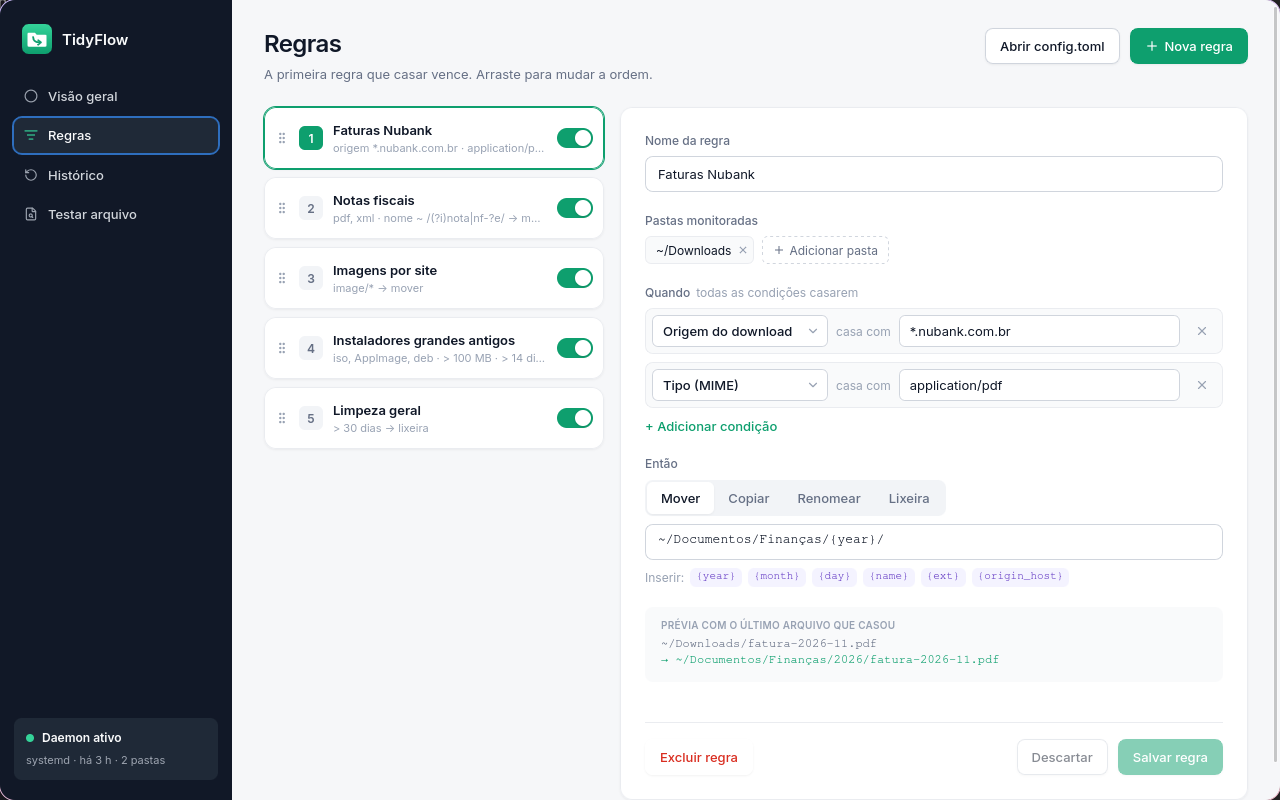 TidyFlow
Visão geral
Regras
Histórico
Testar arquivo
Daemon ativo
systemd · há 3 h · 2 pastas
Regras
A primeira regra que casar vence. Arraste para mudar a ordem.
Abrir config.toml
+ Nova regra
1
Faturas Nubank
origem *.nubank.com.br · application/p...
2
Notas fiscais
pdf, xml · nome ~ /(?i)nota|nf-?e/ → m...
3
Imagens por site
image/* → mover
4
Instaladores grandes antigos
iso, AppImage, deb · > 100 MB · > 14 di...
5
Limpeza geral
> 30 dias → lixeira
Nome da regra
Faturas Nubank
Pastas monitoradas
~/Downloads ×
+ Adicionar pasta
Quando todas as condições casarem
Origem do download casa com *.nubank.com.br ×
Tipo (MIME) casa com application/pdf ×
+ Adicionar condição
Então
Mover Copiar Renomear Lixeira
~/Documentos/Finanças/{year}/
Inserir: {year} {month} {day} {name} {ext} {origin_host}
PRÉVIA COM O ÚLTIMO ARQUIVO QUE CASOU
~/Downloads/fatura-2026-11.pdf
→ ~/Documentos/Finanças/2026/fatura-2026-11.pdf
Excluir regra
Descartar
Salvar regra